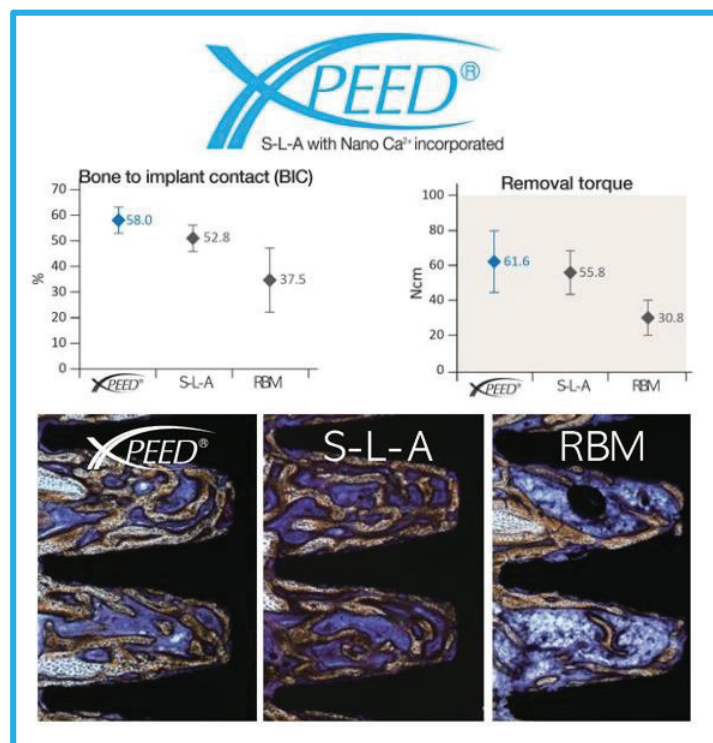 XPEED®
S-L-A with Nano Ca²⁺ incorporated
Bone to implant contact (BIC)
70
60
50
40
30
20
10
0
%
58.0
52.8
37.5
XPEED®
S-L-A
RBM
Removal torque
100
80
60
40
20
0
Ncm
61.6
55.8
30.8
XPEED®
S-L-A
RBM
XPEED®
S-L-A
RBM